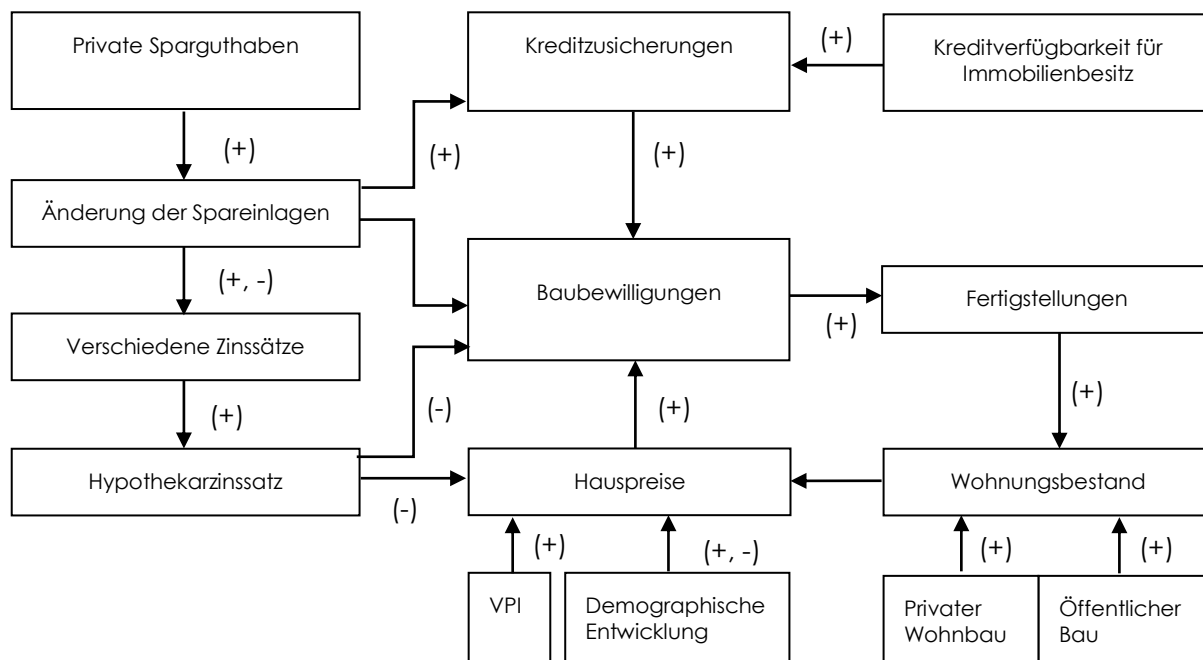 Private Sparguthaben
Kreditzusicherungen
Kreditverfügbarkeit für
Immobilienbesitz
(+)
(+)
(+)
(+)
Änderung der Spareinlagen
(+, -)
Baubewilligungen
Fertigstellungen
(+)
Verschiedene Zinssätze
(+)
(-)
(+)
(+)
Hypothekarzinssatz
(-)
Hauspreise
Wohnungsbestand
(+)
(+, -)
(+)
(+)
VPI
Demographische
Entwicklung
Privater
Wohnbau
Öffentlicher
Bau